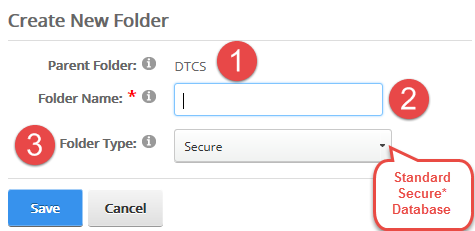 Create New Folder
Parent Folder: i DTCS 1
Folder Name: * i 2
3 Folder Type: i Secure
Standard
Secure*
Database
Save Cancel